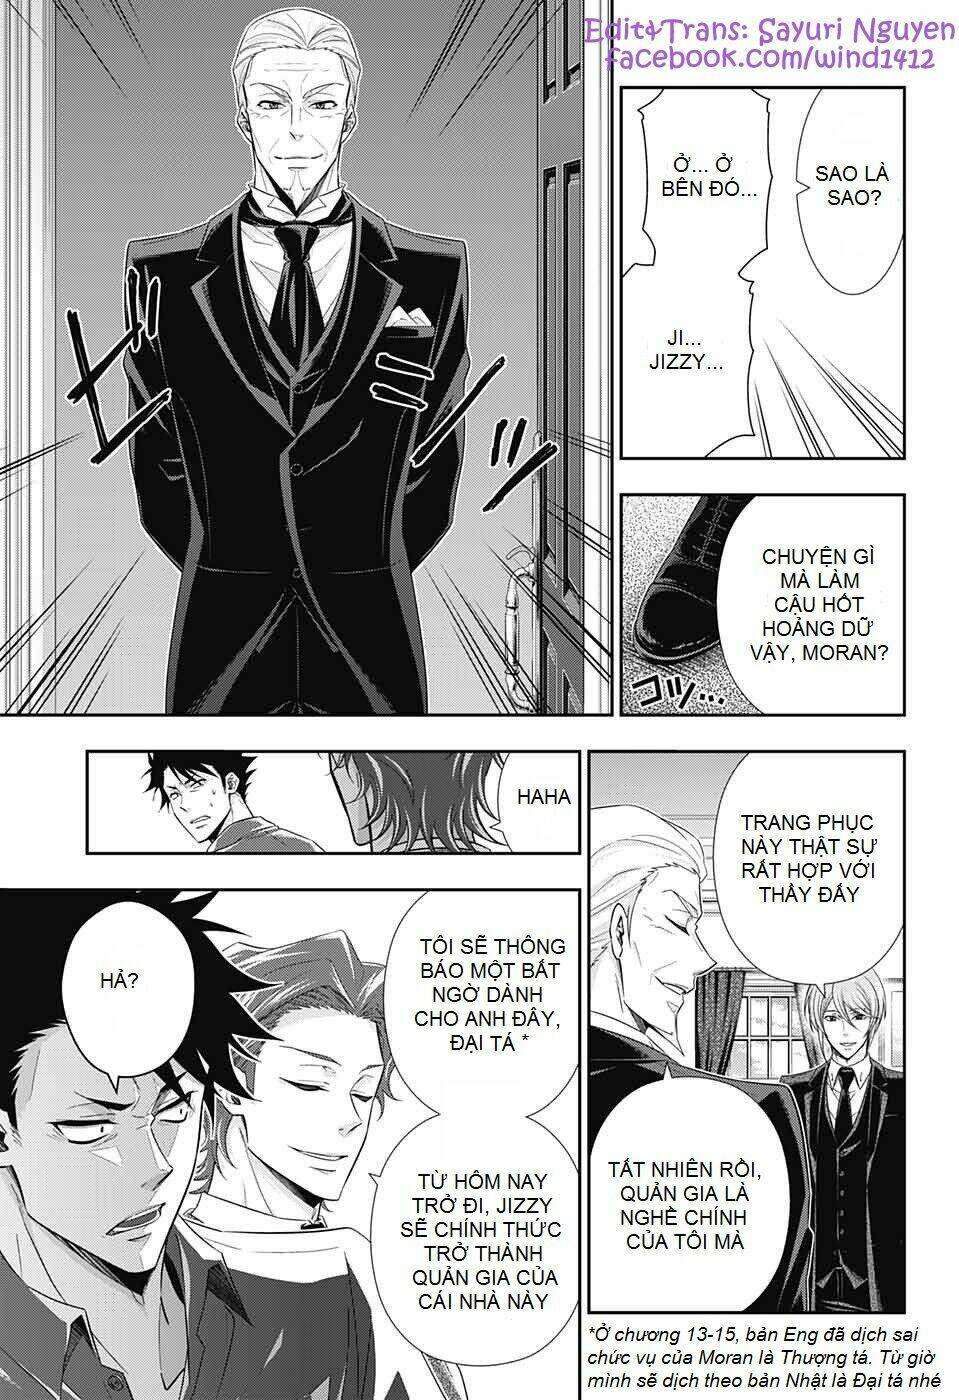 Edit&Trans: Sayuri Nguyen
facebook.com/wind1412
SAO LÀ
SAO?
Ở... Ở
BÊN ĐÓ...
JI...
JIZZY...
CHUYỆN GÌ
MÀ LÀM
CẬU HỐT
HOẢNG DỮ
VẬY, MORAN?
コツ...
TRANG PHỤC
NÀY THẬT SỰ
RẤT HỢP VỚI
THẦY ĐẤY
TẤT NHIÊN RỒI,
QUẢN GIA LÀ
NGHỀ CHÍNH
CỦA TÔI MÀ
HAHA
TÔI SẼ THÔNG
BÁO MỘT BẤT
NGỜ DÀNH
CHO ANH ĐÂY,
ĐẠI TÁ *
TỪ HÔM NAY
TRỞ ĐI, JIZZY
SẼ CHÍNH THỨC
TRỞ THÀNH
QUẢN GIA CỦA
CÁI NHÀ NÀY
HẢ?
*Ở chương 13-15, bản Eng đã dịch sai
chức vụ của Moran là Thượng tá. Từ giờ
mình sẽ dịch theo bản Nhật là Đại tá nhé